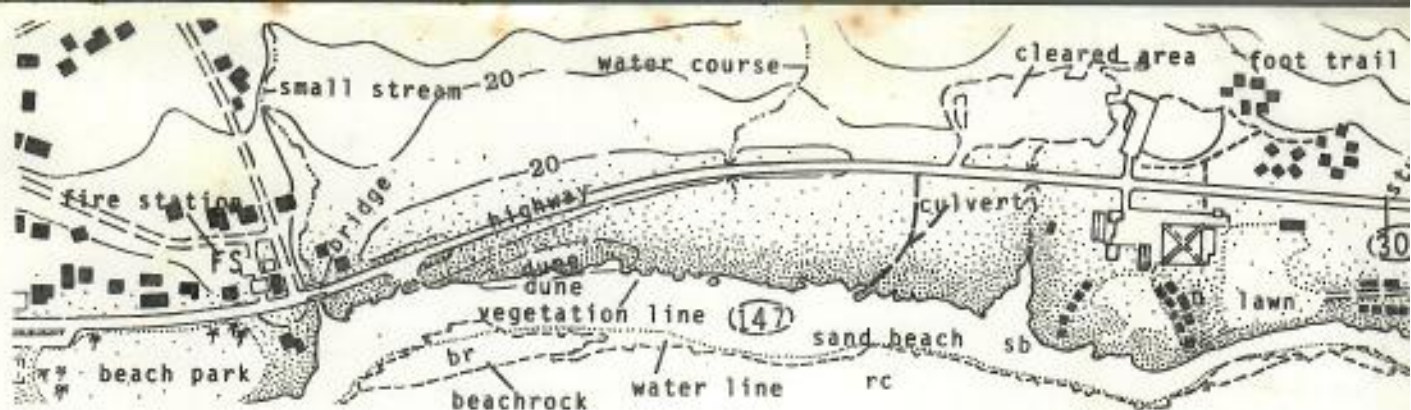 water course
cleared area
foot trail
small stream
20
20
bridge
fire station
highway
culvert
FS
dune
dune
(30
vegetation line
(147)
lawn
sand beach
sb
br
beach park
water line
rc
beachrock